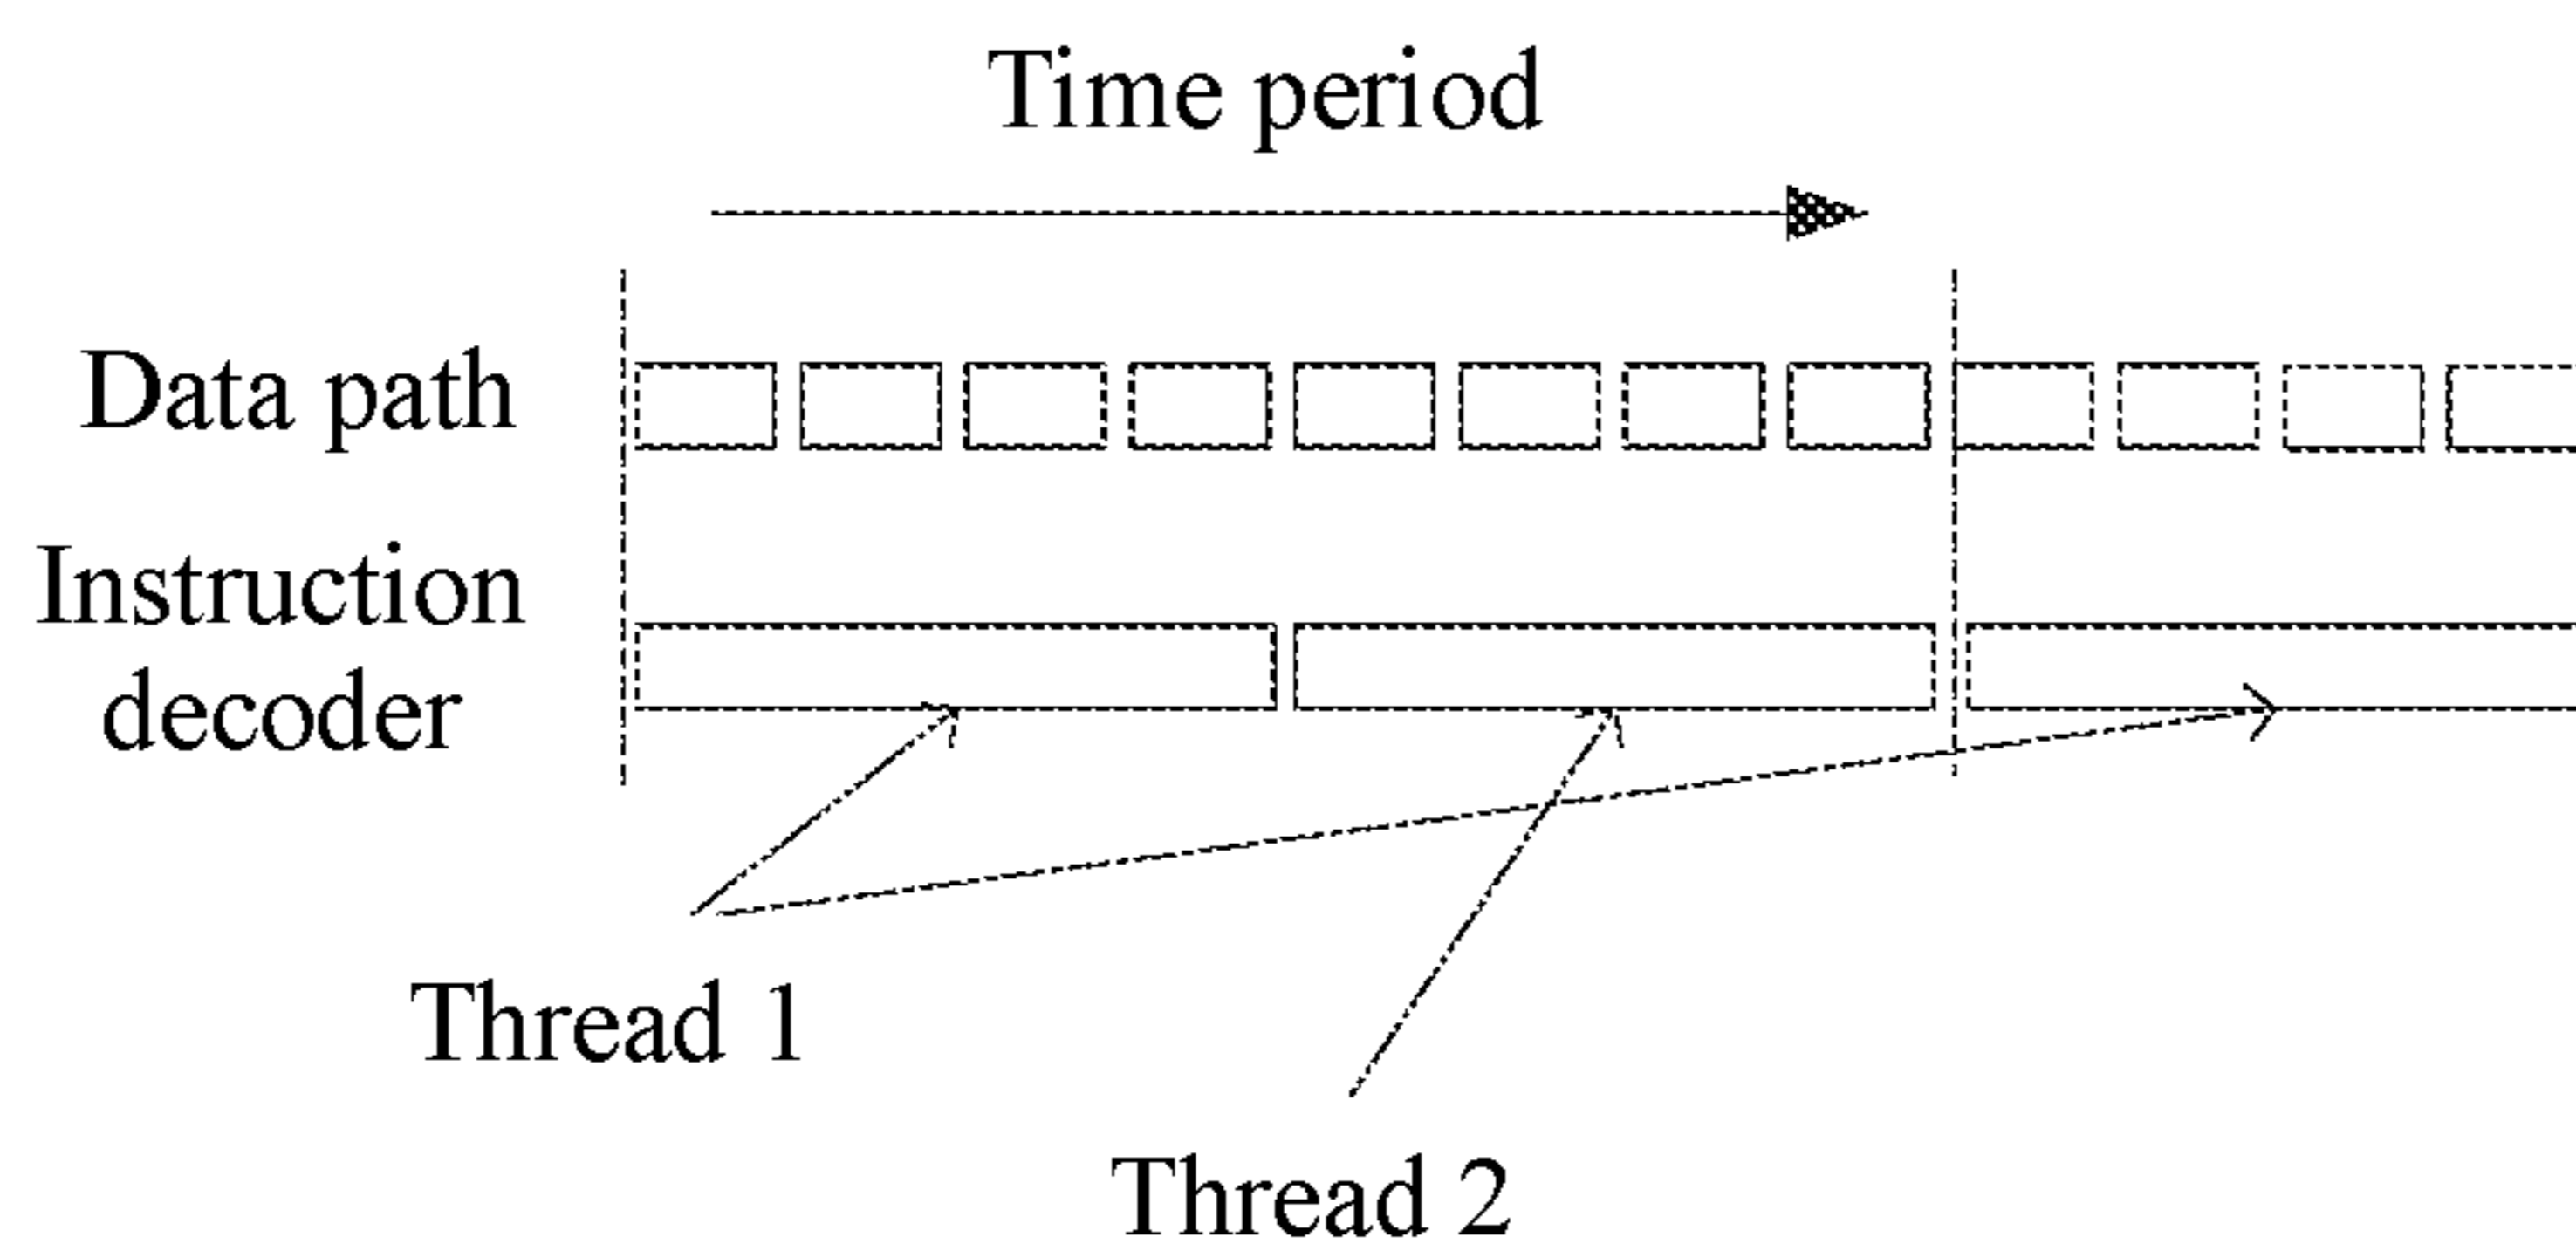 Time period
Data path
Instruction
decoder
Thread 1
Thread 2